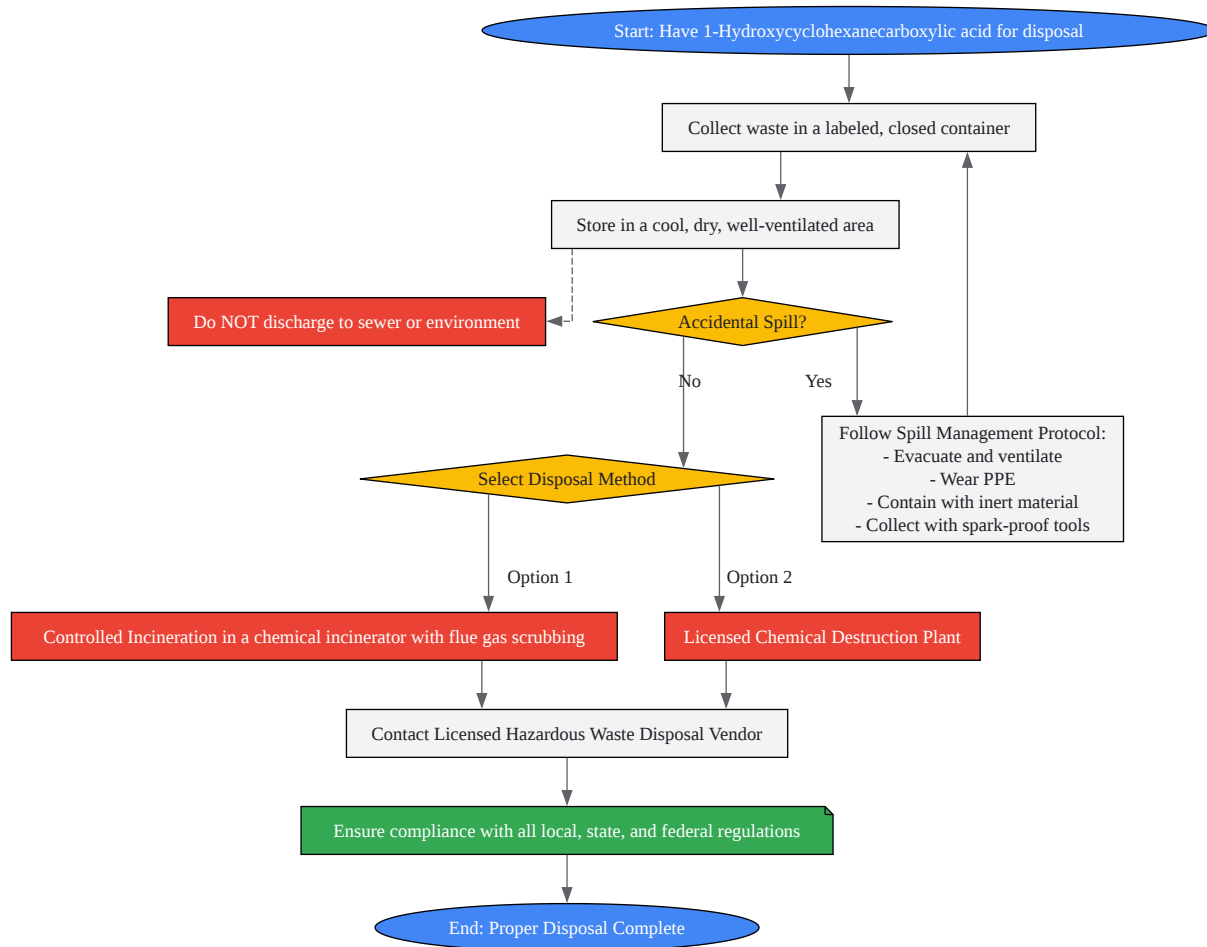 Start: Have 1-Hydroxycyclohexanecarboxylic acid for disposal
Collect waste in a labeled, closed container
Store in a cool, dry, well-ventilated area
Do NOT discharge to sewer or environment
Accidental Spill?
No
Yes
Follow Spill Management Protocol:
- Evacuate and ventilate
- Wear PPE
- Contain with inert material
- Collect with spark-proof tools
Select Disposal Method
Option 1
Option 2
Controlled Incineration in a chemical incinerator with flue gas scrubbing
Licensed Chemical Destruction Plant
Contact Licensed Hazardous Waste Disposal Vendor
Ensure compliance with all local, state, and federal regulations
End: Proper Disposal Complete